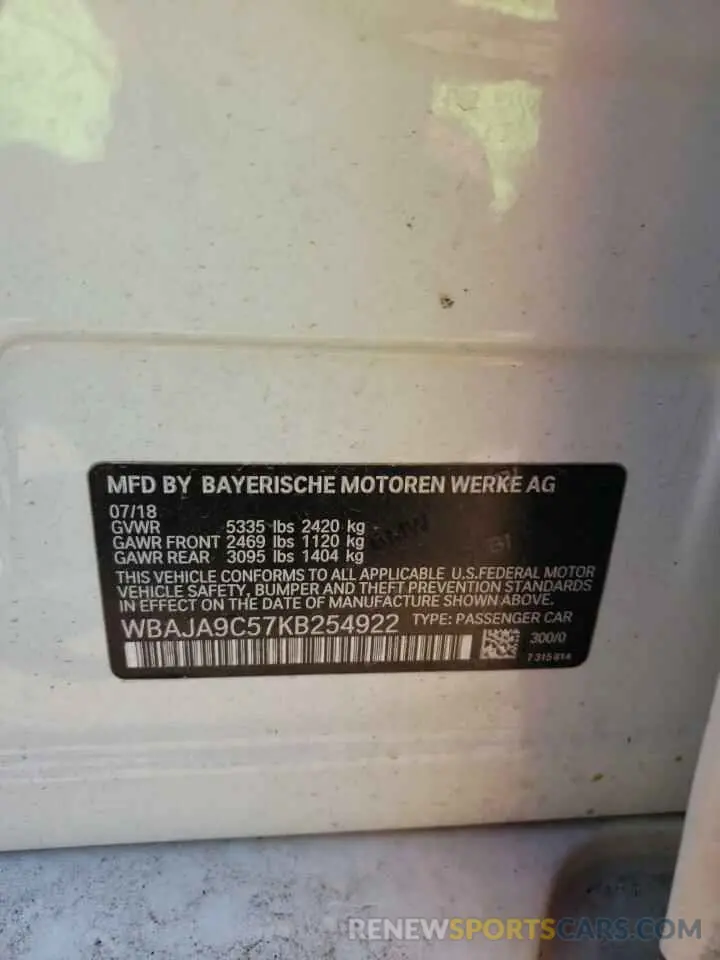 MFD BY BAYERISCHE MOTOREN WERKE AG
07/18
GVWR 5335 lbs 2420 kg
GAWR FRONT 2469 lbs 1120 kg
GAWR REAR 3095 lbs 1404 kg
THIS VEHICLE CONFORMS TO ALL APPLICABLE U.S.FEDERAL MOTOR
VEHICLE SAFETY, BUMPER AND THEFT PREVENTION STANDARDS
IN EFFECT ON THE DATE OF MANUFACTURE SHOWN ABOVE.
WBAJA9C57KB254922 TYPE: PASSENGER CAR
300/0
7 315 814
RENEWSPORTSCARS.COM